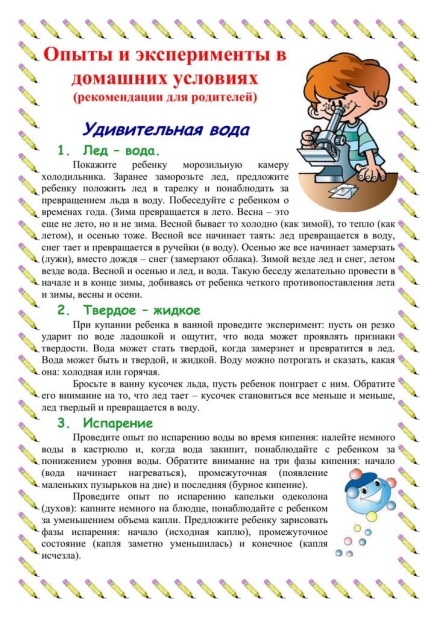 Опыты и эксперименты в
домашних условиях
(рекомендации для родителей)
Удивительная вода
1. Лед – вода.
Покажите ребенку морозильную камеру
холодильника. Заранее заморозьте лед, предложите
ребенку положить лед в тарелку и понаблюдать за
превращением льда в воду. Побеседуйте с ребенком о
временах года. (Зима превращается в лето. Весна – это
еще не лето, но и не зима. Весной бывает то холодно (как зимой), то тепло (как
летом), и осенью тоже. Весной все начинает таять: лед превращается в воду,
снег тает и превращается в ручейки (в воду). Осенью же все начинает замерзать
(лужи), вместо дождя – снег (замерзают облака). Зимой везде лед и снег, летом
везде вода. Весной и осенью и лед, и вода. Такую беседу желательно провести в
начале и в конце зимы, добиваясь от ребенка четкого противопоставления лета
и зимы, весны и осени.
2. Твердое – жидкое
При купании ребенка в ванной проведите эксперимент: пусть он резко
ударит по воде ладошкой и ощутит, что вода может проявлять признаки
твердости. Вода может стать твердой, когда замерзнет и превратится в лед.
Вода может быть и твердой, и жидкой. Воду можно потрогать и сказать, какая
она: холодная или горячая.
Бросьте в ванну кусочек льда, пусть ребенок поиграет с ним. Обратите
его внимание на то, что лед тает – кусочек становиться все меньше и меньше,
лед твердый и превращается в воду.
3. Испарение
Проведите опыт по испарению воды во время кипения: налейте немного
воды в кастрюлю и, когда вода закипит, понаблюдайте с ребенком за
понижением уровня воды. Обратите внимание на три фазы кипения: начало
(вода начинает нагреваться), промежуточная (появление
маленьких пузырьков на дне) и последняя (бурное кипение).
Проведите опыт по испарению капельки одеколона
(духов): капните немного на блюдце, понаблюдайте с ребенком
за уменьшением объема капли. Предложите ребенку зарисовать
фазы испарения: начало (исходная каплю), промежуточное
состояние (капля заметно уменьшилась) и конечное (капля
исчезла).